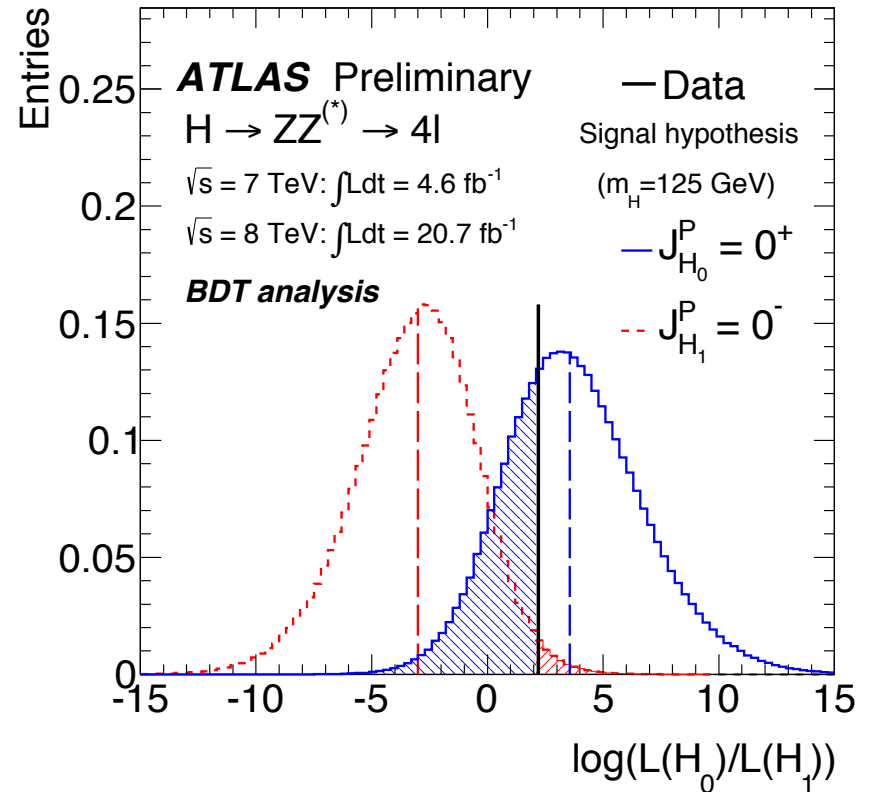 Entries
ATLAS Preliminary
H → ZZ(*) → 4l
√s = 7 TeV: ∫Ldt = 4.6 fb-1
√s = 8 TeV: ∫Ldt = 20.7 fb-1
BDT analysis
Data
Signal hypothesis
(mH=125 GeV)
JPH0 = 0+
JPH1 = 0-
0.25
0.2
0.15
0.1
0.05
0
-15 -10 -5 0 5 10 15
log(L(H0)/L(H1))